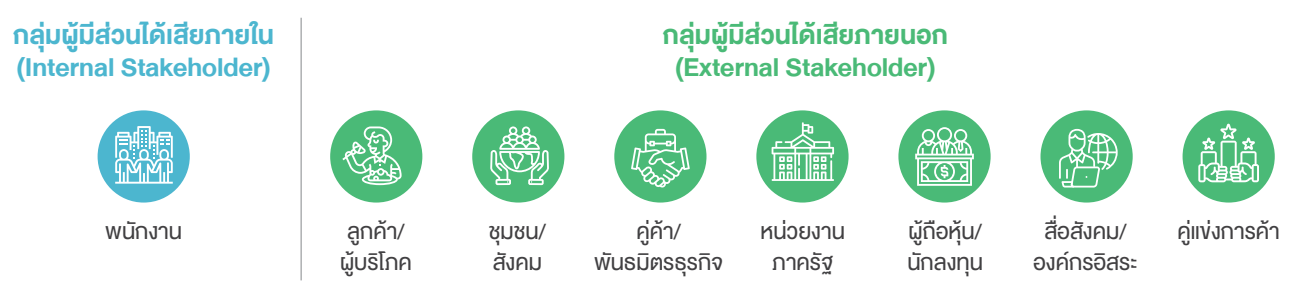 กลุ่มผู้มีส่วนได้เสียภายใน
(Internal Stakeholder)
พนักงาน
กลุ่มผู้มีส่วนได้เสียภายนอก
(External Stakeholder)
ลูกค้า/
ผู้บริโภค
ชุมชน/
สังคม
คู่ค้า/
พันธมิตรธุรกิจ
หน่วยงาน
ภาครัฐ
ผู้ถือหุ้น/
นักลงทุน
สื่อสังคม/
องค์กรอิสระ
คู่แข่งการค้า